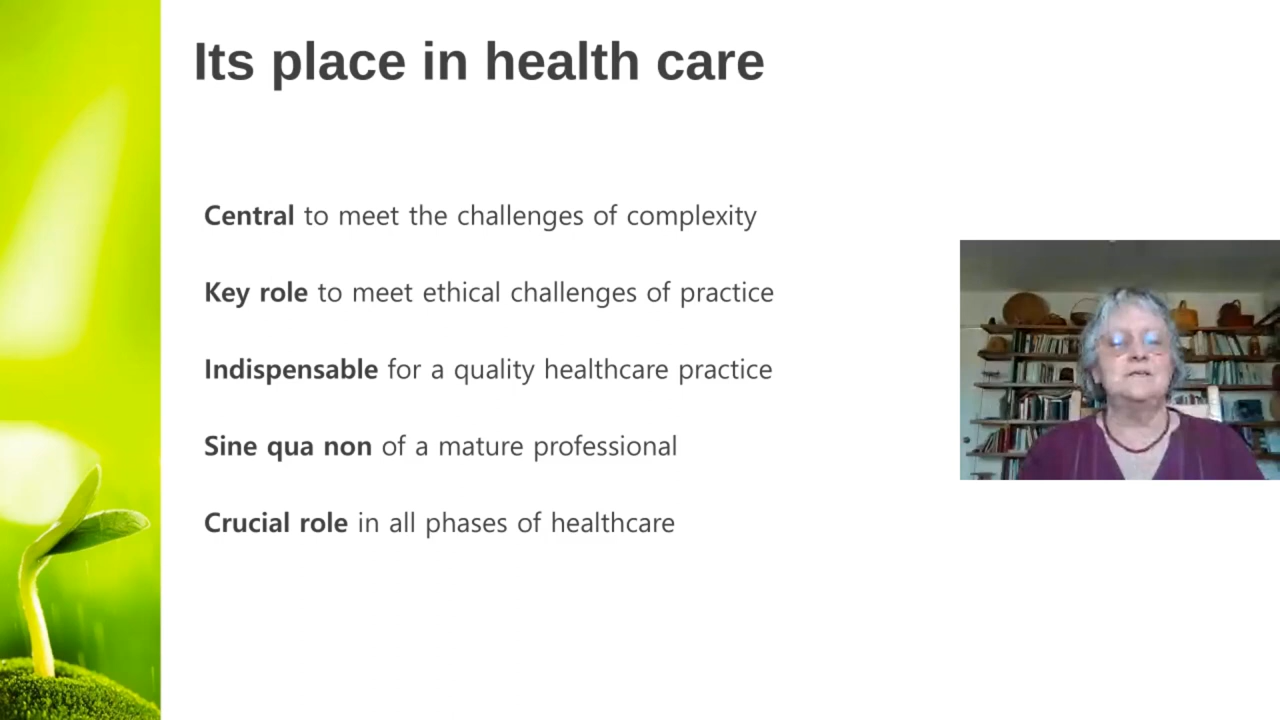 Its place in health care
Central to meet the challenges of complexity
Key role to meet ethical challenges of practice
Indispensable for a quality healthcare practice
Sine qua non of a mature professional
Crucial role in all phases of healthcare